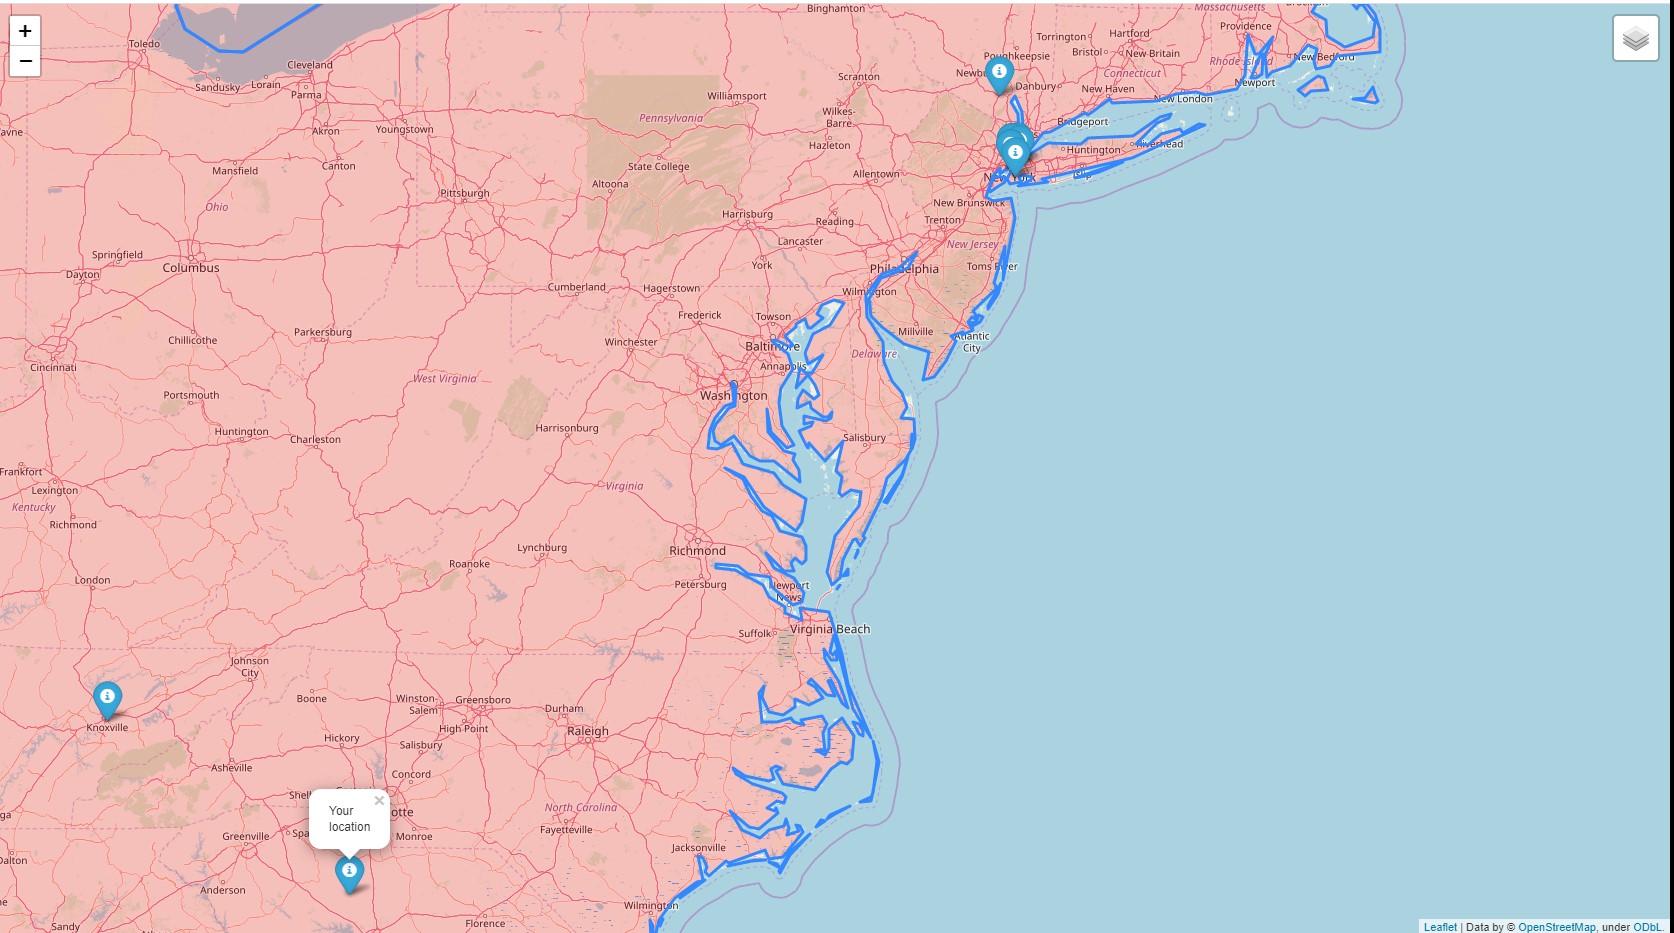 +
−
Binghamton
Massachusetts
Providence
Hartford
Torrington
Toledo
Bristol
New Britain
Poughkeepsie
New Bedford
Cleveland
Connecticut
Newport
Scranton
Danbury
New Haven
Sandusky
Lorain
Parma
Williamsport
New London
Wilkes-
Barre
Pennsylvania
Bridgeport
Akron
Youngstown
Hazleton
Huntington
Riverhead
Canton
State College
Mansfield
Allentown
New York
Islip
Altoona
Pittsburgh
New Brunswick
Ohio
Harrisburg
Reading
Trenton
Lancaster
New Jersey
Springfield
York
Toms River
Columbus
Philadelphia
Dayton
Cumberland
Hagerstown
Wilmington
Frederick
Towson
Parkersburg
Millville
Chillicothe
Winchester
Baltimore
Atlantic
City
Delaware
Cincinnati
Annapolis
West Virginia
Portsmouth
Washington
Harrisonburg
Huntington
Charleston
Salisbury
Frankfort
Lexington
Virginia
Kentucky
Richmond
Lynchburg
Richmond
Roanoke
London
Petersburg
Newport
News
Suffolk
Virginia Beach
Johnson
City
Boone
Winston-
Salem
Greensboro
Durham
Knoxville
High Point
Raleigh
Hickory
Salisbury
Asheville
Concord
North Carolina
Your
location
×
Greenville
Monroe
Fayetteville
Jacksonville
Dalton
Anderson
Wilmington
Sandy
Florence
Leaflet | Data by © OpenStreetMap, under ODbL.